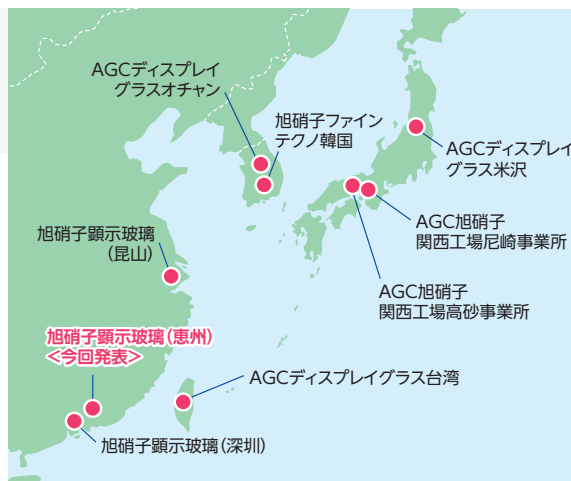 AGCディスプレイ
グラスオチャン
旭硝子ファイン
テクノ韓国
AGCディスプレイ
グラス米沢
AGC旭硝子
関西工場尼崎事業所
旭硝子顕示玻璃
（昆山）
AGC旭硝子
関西工場高砂事業所
旭硝子顕示玻璃（恵州）
＜今回発表＞
AGCディスプレイグラス台湾
旭硝子顕示玻璃（深圳）